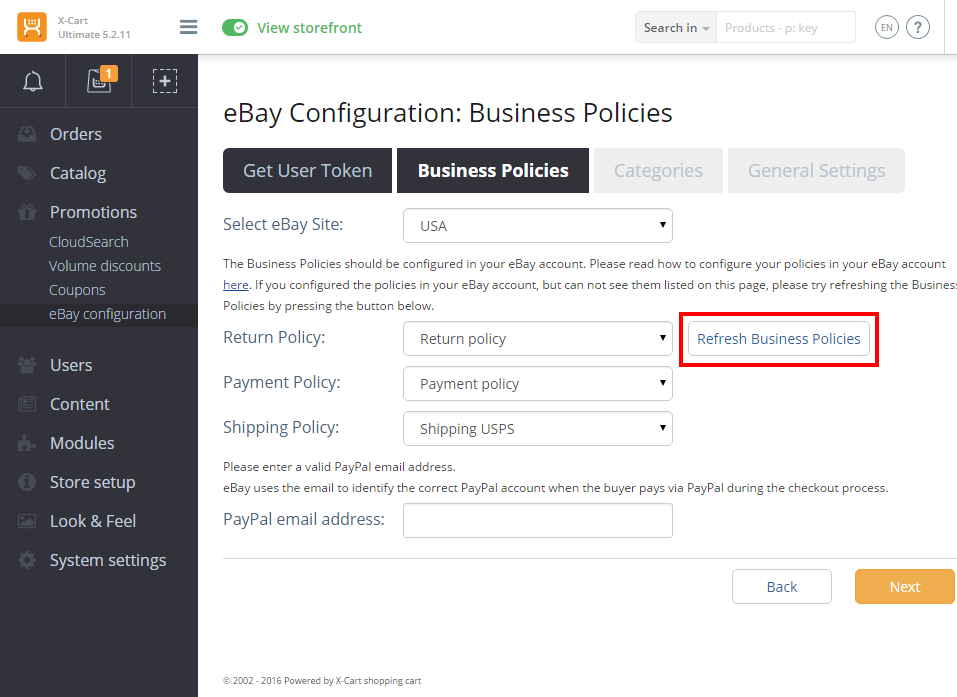 X-Cart
Ultimate 5.2.11
View storefront
Search in
Products - p: key
EN
?
1
Orders
Catalog
Promotions
CloudSearch
Volume discounts
Coupons
eBay configuration
Users
Content
Modules
Store setup
Look & Feel
System settings
eBay Configuration: Business Policies
Get User Token
Business Policies
Categories
General Settings
Select eBay Site:
USA
The Business Policies should be configured in your eBay account. Please read how to configure your policies in your eBay account
here. If you configured the policies in your eBay account, but can not see them listed on this page, please try refreshing the Business
Policies by pressing the button below.
Return Policy:
Return policy
Refresh Business Policies
Payment Policy:
Payment policy
Shipping Policy:
Shipping USPS
Please enter a valid PayPal email address.
eBay uses the email to identify the correct PayPal account when the buyer pays via PayPal during the checkout process.
PayPal email address:
Back
Next
© 2002 - 2016 Powered by X-Cart shopping cart